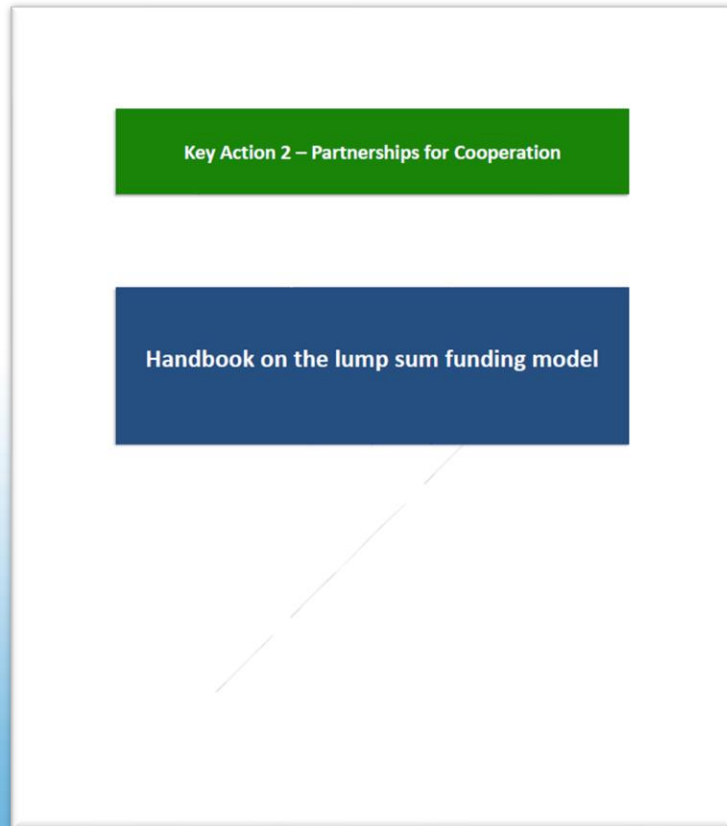 Key Action 2 – Partnerships for Cooperation
Handbook on the lump sum funding model